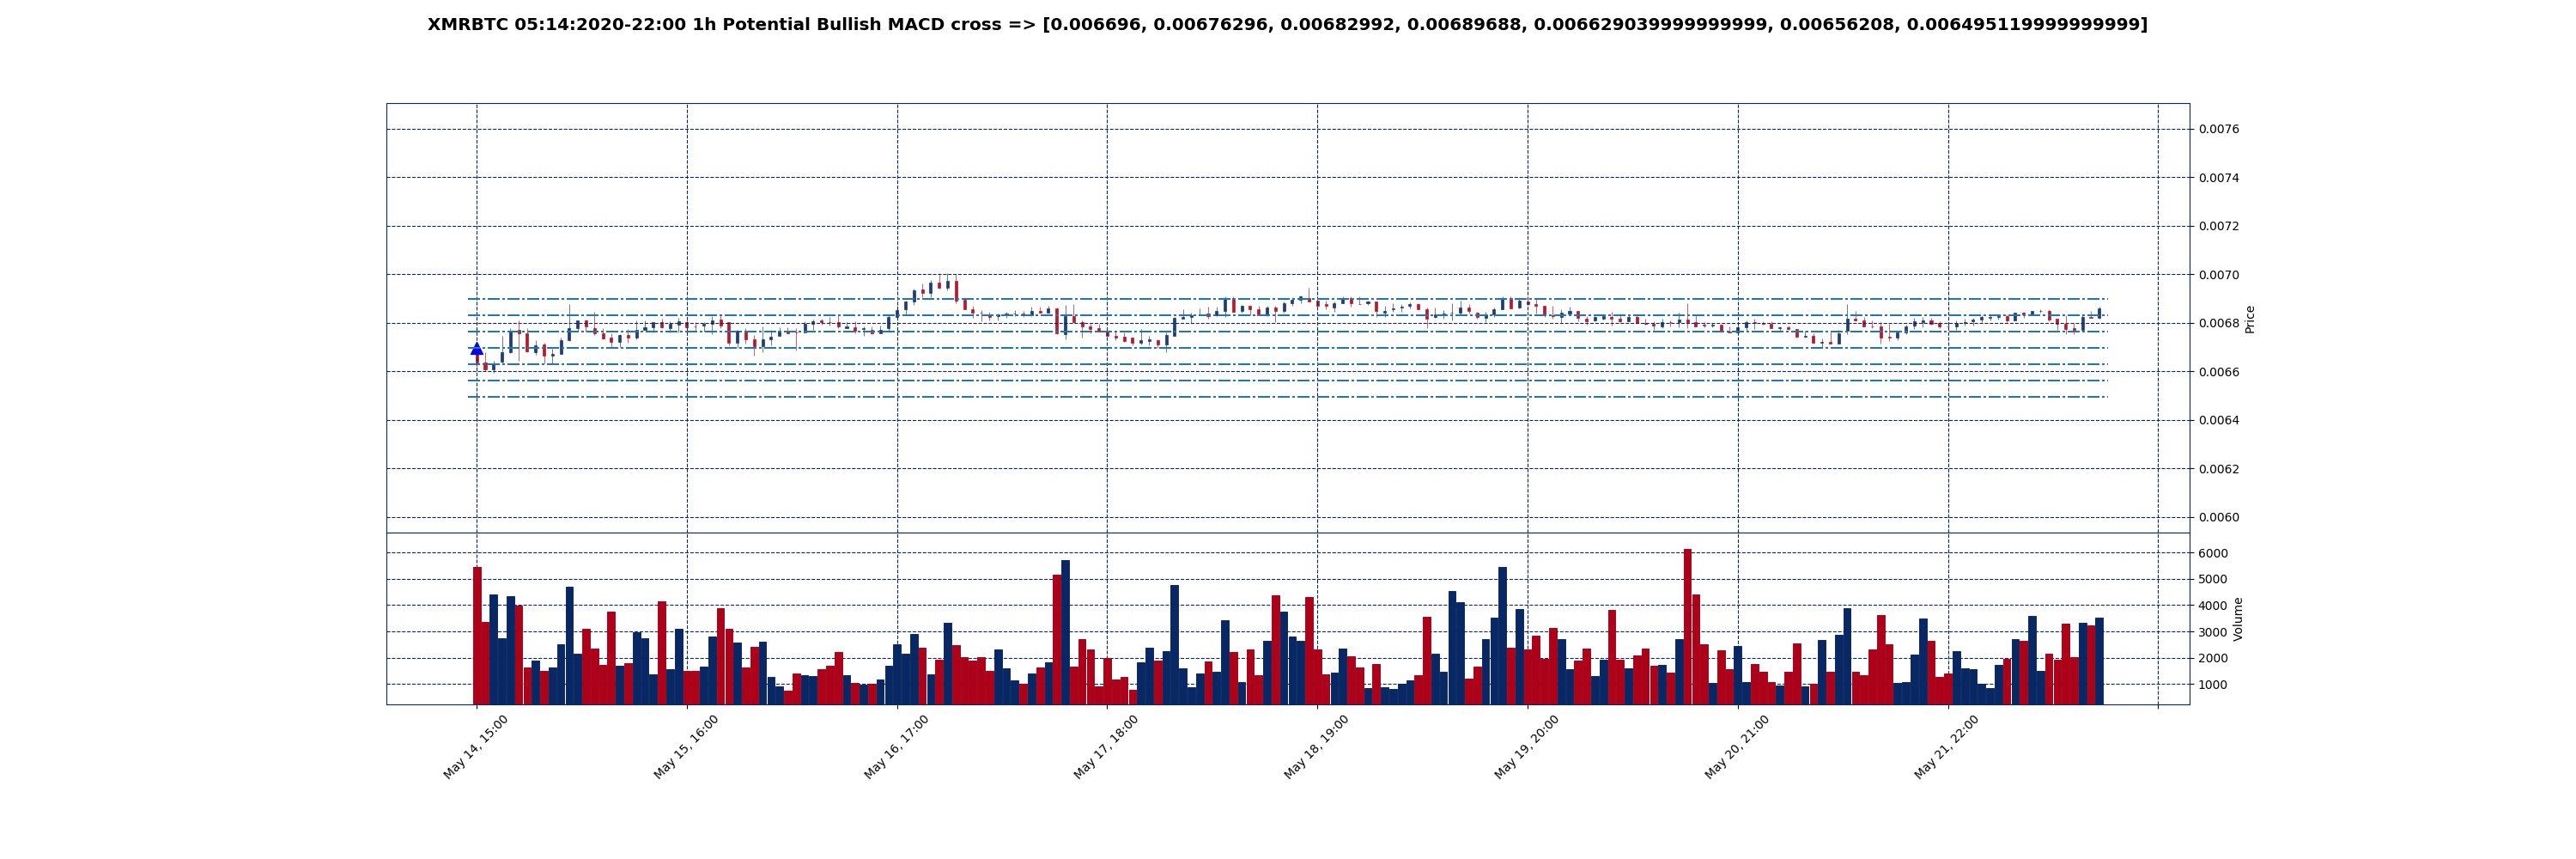 XMRBTC 05:14:2020-22:00 1h Potential Bullish MACD cross => [0.006696, 0.00676296, 0.00682992, 0.00689688, 0.006629039999999999, 0.00656208, 0.006495119999999999]
0.0076
0.0074
0.0072
0.0070
0.0068
0.0066
0.0064
0.0062
0.0060
Price
6000
5000
4000
3000
2000
1000
Volume
May 14, 15:00
May 15, 16:00
May 16, 17:00
May 17, 18:00
May 18, 19:00
May 19, 20:00
May 20, 21:00
May 21, 22:00